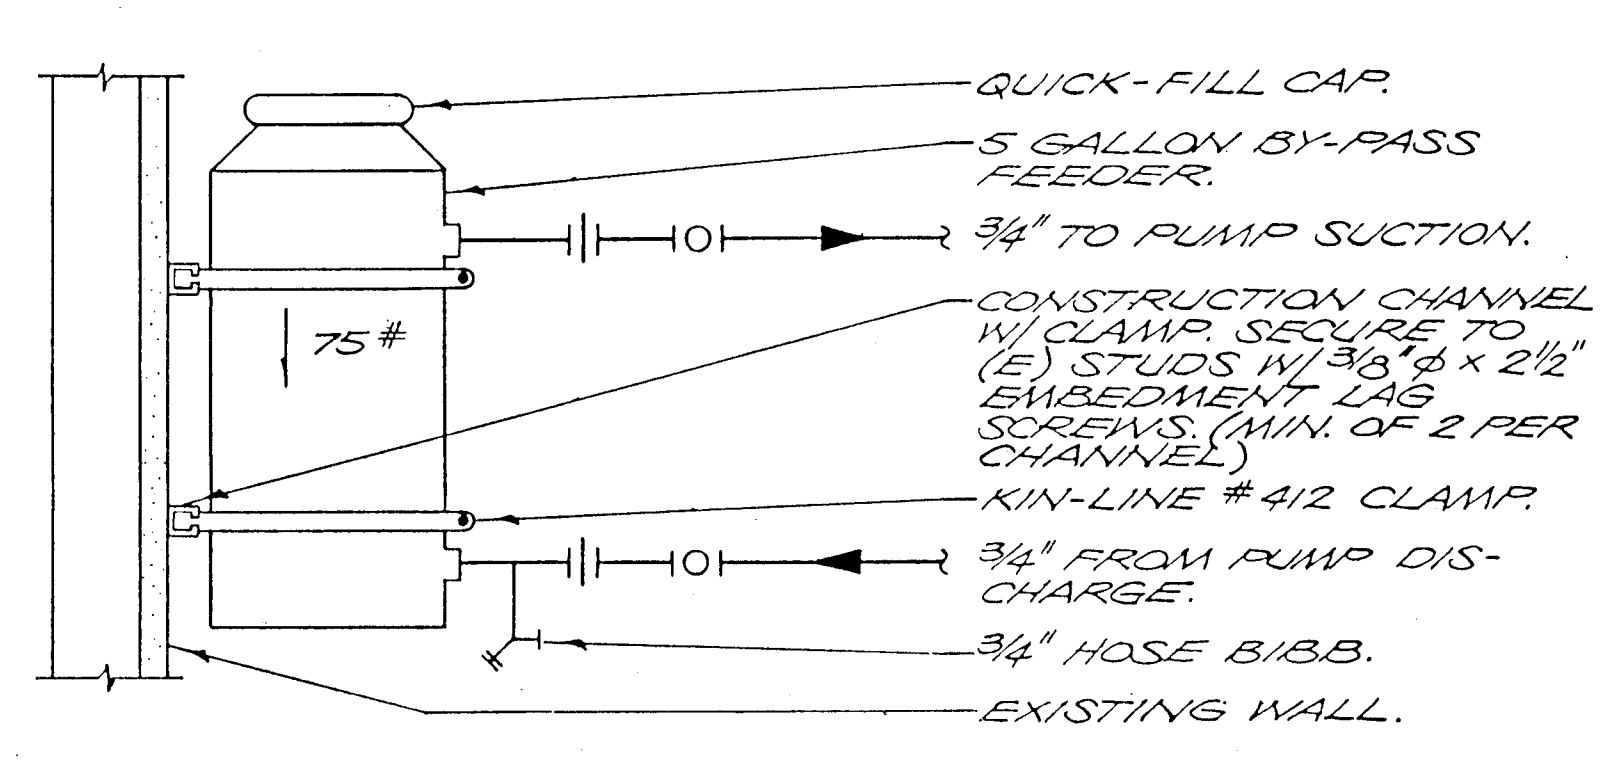 QUICK-FILL CAP.
5 GALLON BY-PASS
FEEDER.
3/4" TO PUMP SUCTION.
CONSTRUCTION CHANNEL
W/ CLAMP. SECURE TO
(E) STUDS W/ 3/8"φ x 2 1/2"
EMBEDMENT LAG
SCREWS. (MIN. OF 2 PER
CHANNEL)
75#
KIN-LINE #412 CLAMP.
3/4" FROM PUMP DIS-
CHARGE.
3/4" HOSE BIBB.
EXISTING WALL.